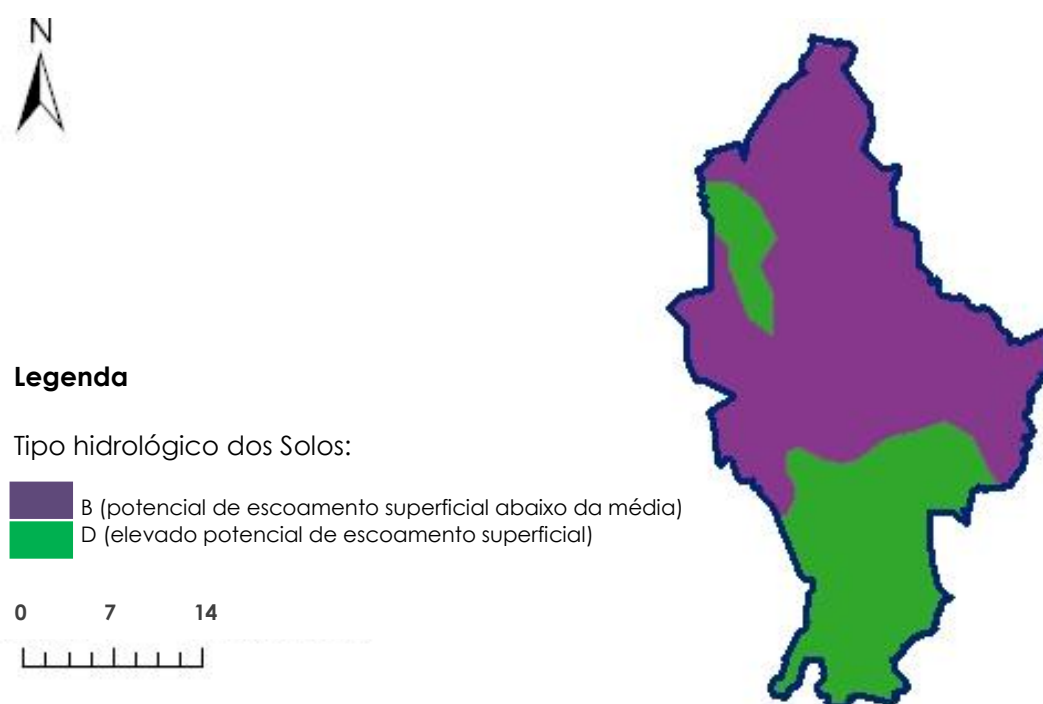 N
Legenda
Tipo hidrológico dos Solos:
B (potencial de escoamento superficial abaixo da média)
D (elevado potencial de escoamento superficial)
0 7 14